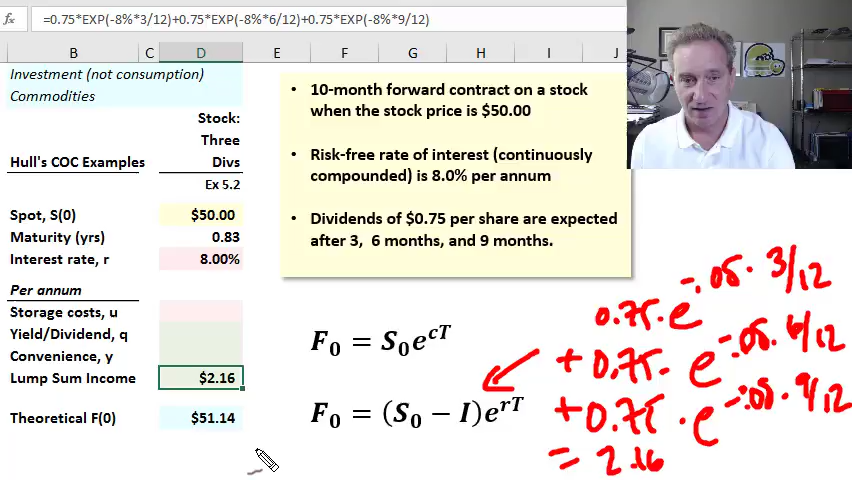 =0.75*EXP(-8%*3/12)+0.75*EXP(-8%*6/12)+0.75*EXP(-8%*9/12)
B C D E F G H I J
Investment (not consumption)
Commodities
Stock:
Three
Hull's COC Examples Divs
Ex 5.2
Spot, S(0) $50.00
Maturity (yrs) 0.83
Interest rate, r 8.00%
Per annum
Storage costs, u
Yield/Dividend, q
Convenience, y
Lump Sum Income $2.16
Theoretical F(0) $51.14
• 10-month forward contract on a stock
when the stock price is $50.00
• Risk-free rate of interest (continuously
compounded) is 8.0% per annum
• Dividends of $0.75 per share are expected
after 3, 6 months, and 9 months.
F₀ = S₀e^{cT}
F₀ = (S₀ − I)e^{rT}
0.75·e^{-.08·3/12}
+ 0.75·e^{-.08·6/12}
+ 0.75·e^{-.08·9/12}
= 2.16